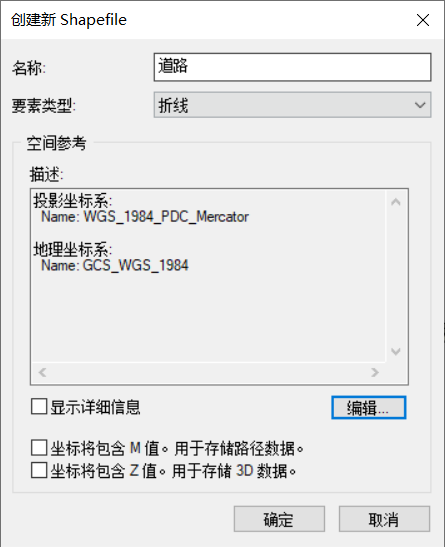 创建新 Shapefile
名称:
道路
要素类型:
折线
空间参考
描述:
投影坐标系:
Name: WGS_1984_PDC_Mercator
地理坐标系:
Name: GCS_WGS_1984
显示详细信息
编辑...
坐标将包含 M 值。用于存储路径数据。
坐标将包含 Z 值。用于存储 3D 数据。
确定
取消